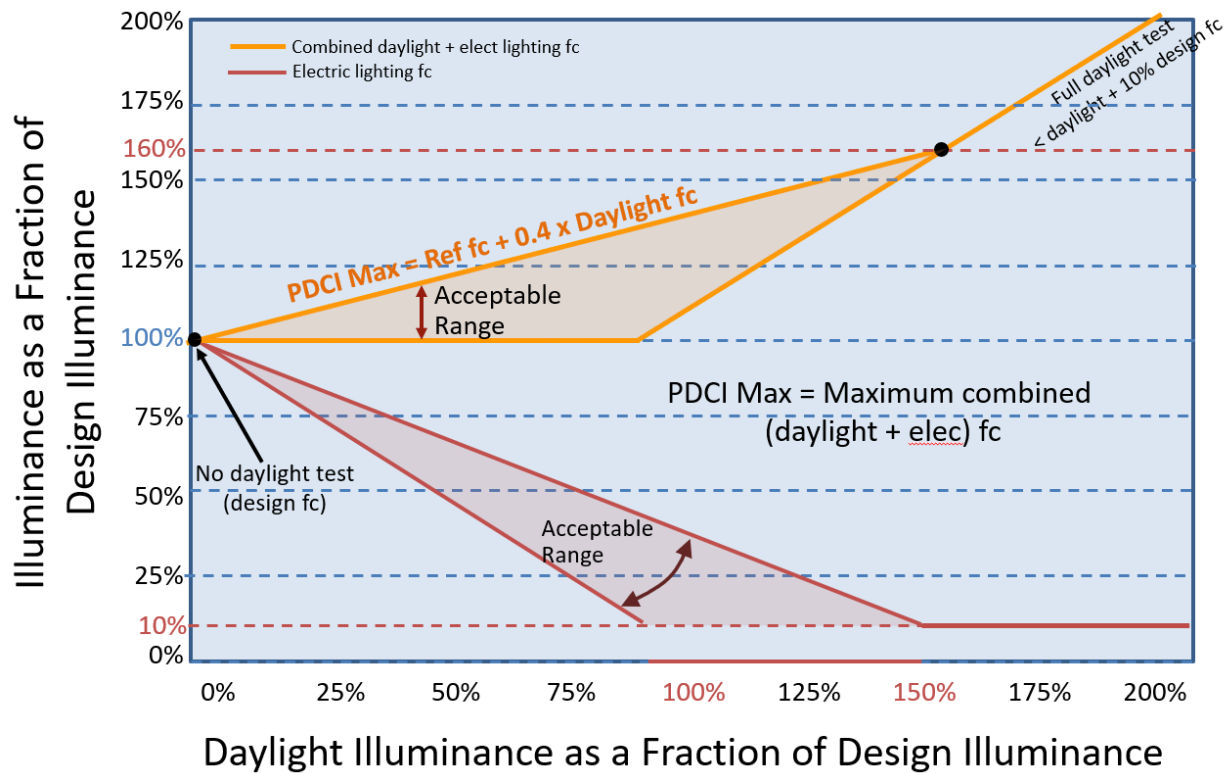 200%
175%
160%
150%
125%
100%
75%
50%
25%
10%
0%
Illuminance as a Fraction of
Design Illuminance
Combined daylight + elect lighting fc
Electric lighting fc
Full daylight test
< daylight + 10% design fc
PDCI Max = Ref fc + 0.4 x Daylight fc
Acceptable
Range
PDCI Max = Maximum combined
(daylight + elec) fc
No daylight test
(design fc)
Acceptable
Range
0% 25% 50% 75% 100% 125% 150% 175% 200%
Daylight Illuminance as a Fraction of Design Illuminance